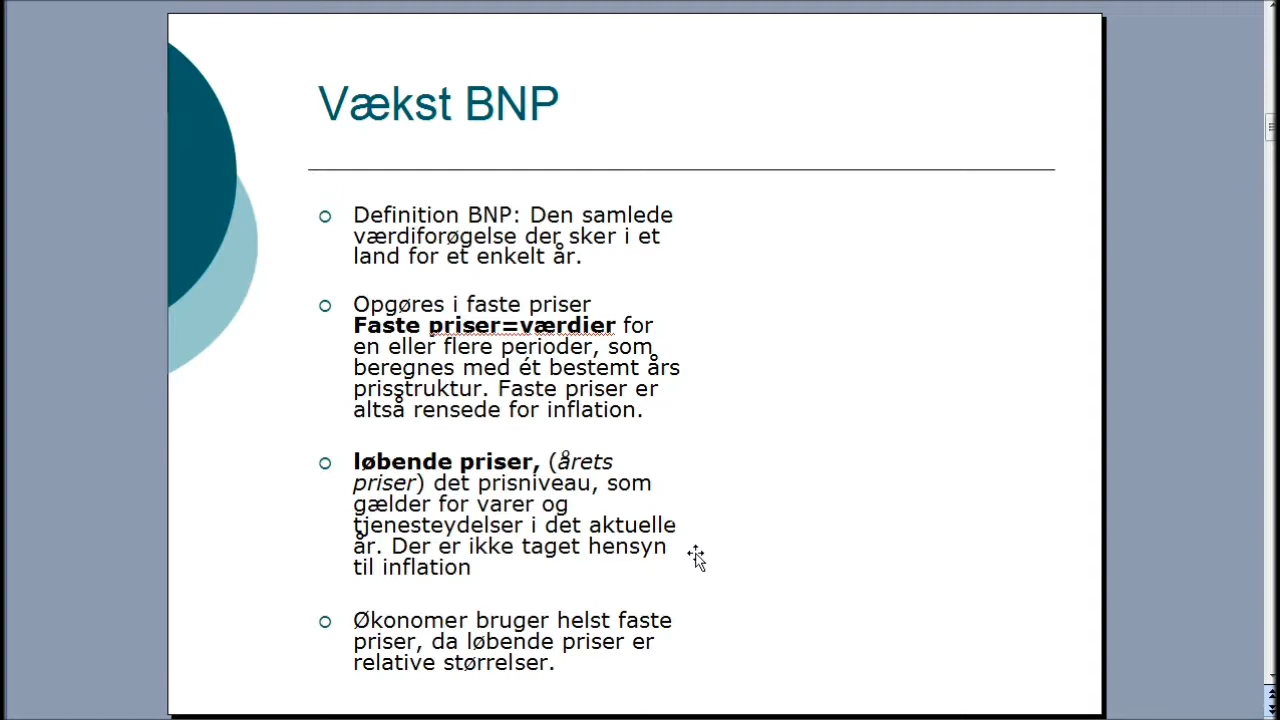 Vækst BNP
Definition BNP: Den samlede
værdiforøgelse der sker i et
land for et enkelt år.
Opgøres i faste priser
Faste priser=værdier for
en eller flere perioder, som
beregnes med ét bestemt års
prisstruktur. Faste priser er
altså rensede for inflation.
løbende priser, (årets
priser) det prisniveau, som
gælder for varer og
tjenesteydelser i det aktuelle
år. Der er ikke taget hensyn
til inflation
Økonomer bruger helst faste
priser, da løbende priser er
relative størrelser.